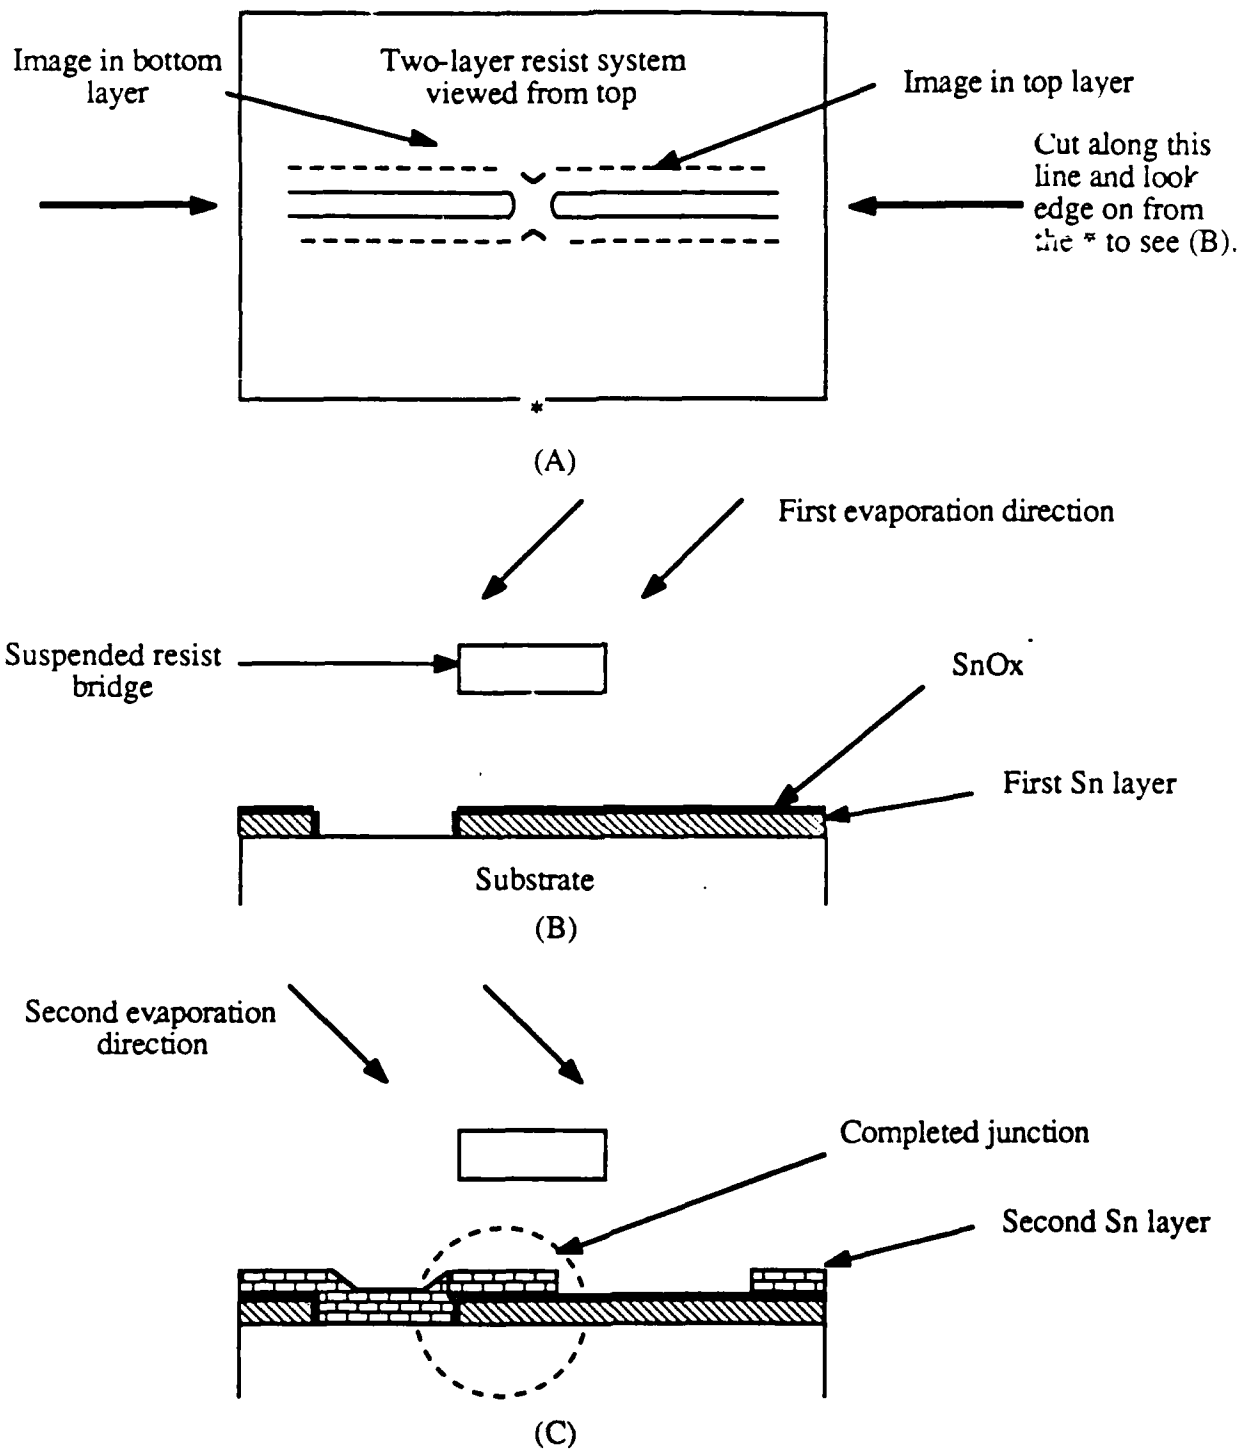 Image in bottom
layer
Two-layer resist system
viewed from top
Image in top layer
Cut along this
line and look
edge on from
the * to see (B).
*
(A)
First evaporation direction
Suspended resist
bridge
SnOx
First Sn layer
Substrate
(B)
Second evaporation
direction
Completed junction
Second Sn layer
(C)